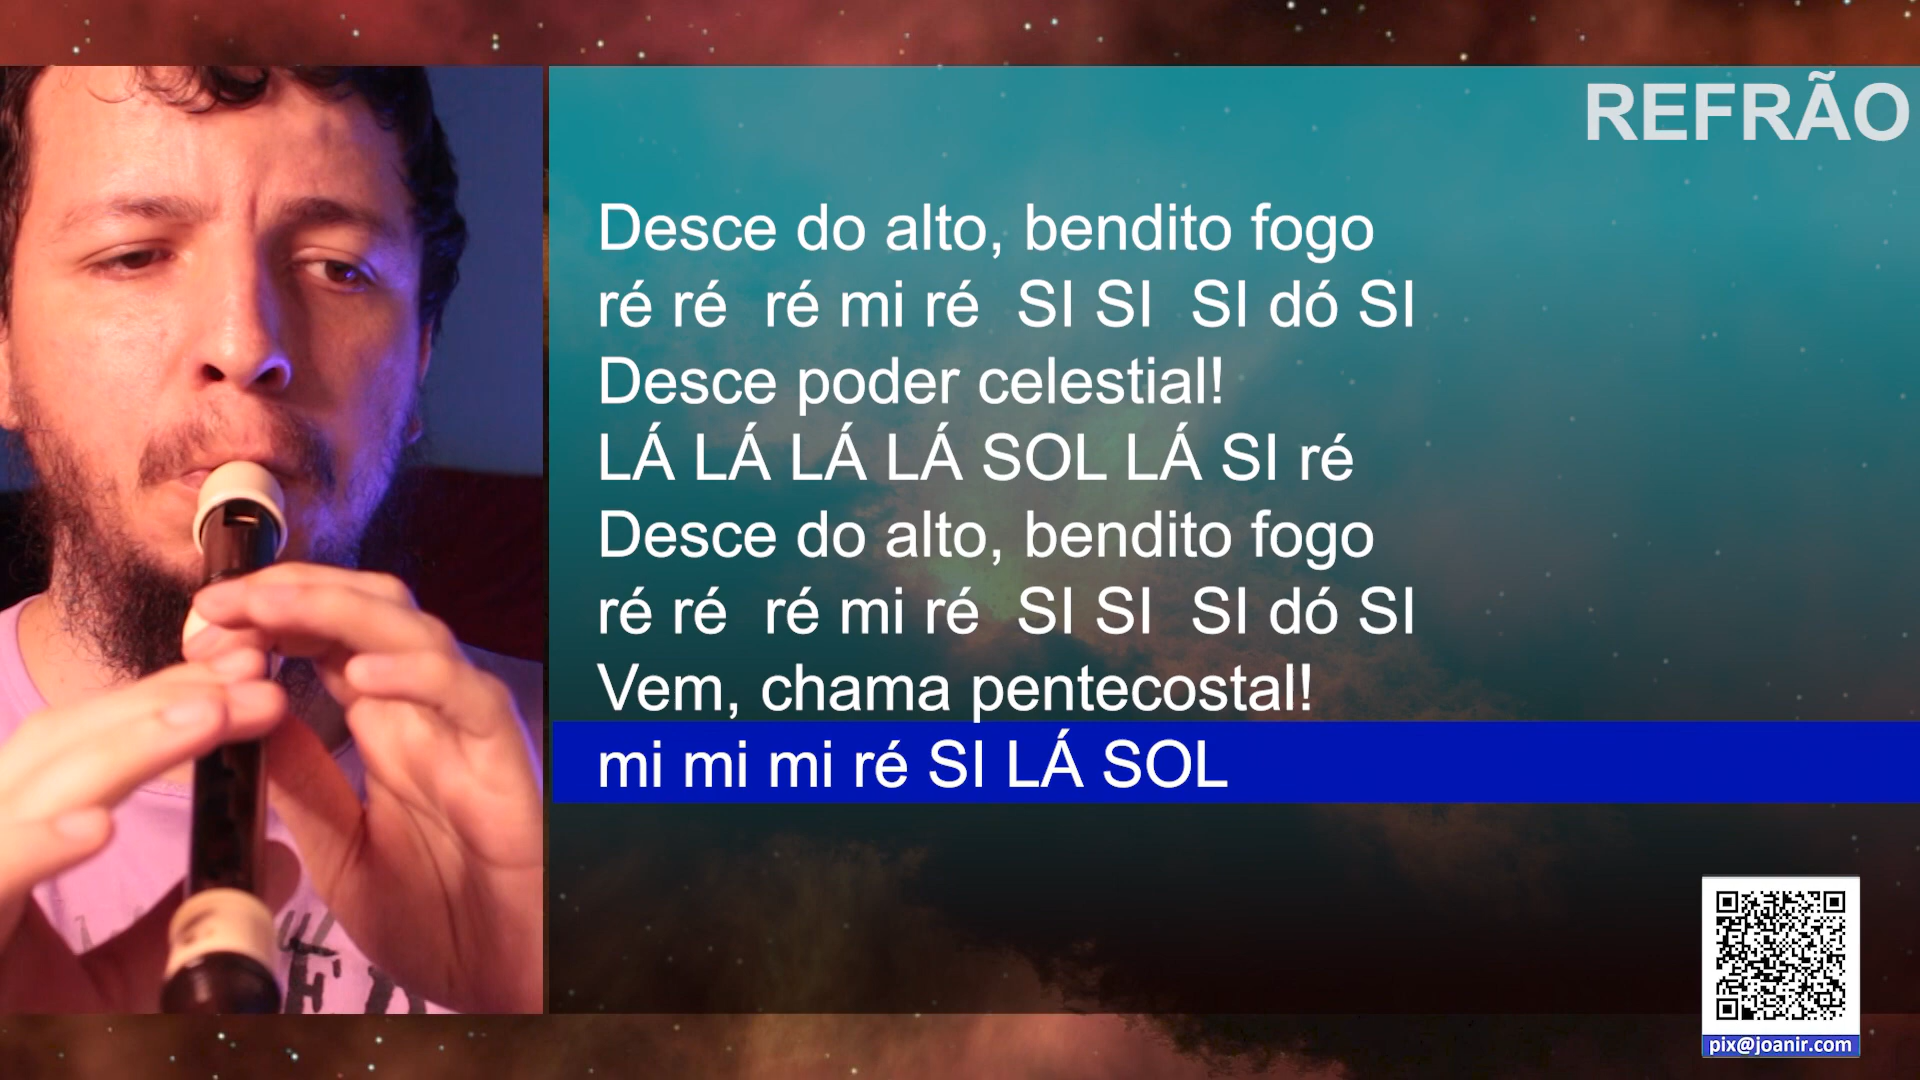 REFRÃO
Desce do alto, bendito fogo
ré ré ré mi ré SI SI SI dó SI
Desce poder celestial!
LÁ LÁ LÁ LÁ SOL LÁ SI ré
Desce do alto, bendito fogo
ré ré ré mi ré SI SI SI dó SI
Vem, chama pentecostal!
mi mi mi ré SI LÁ SOL
pix@joanir.com